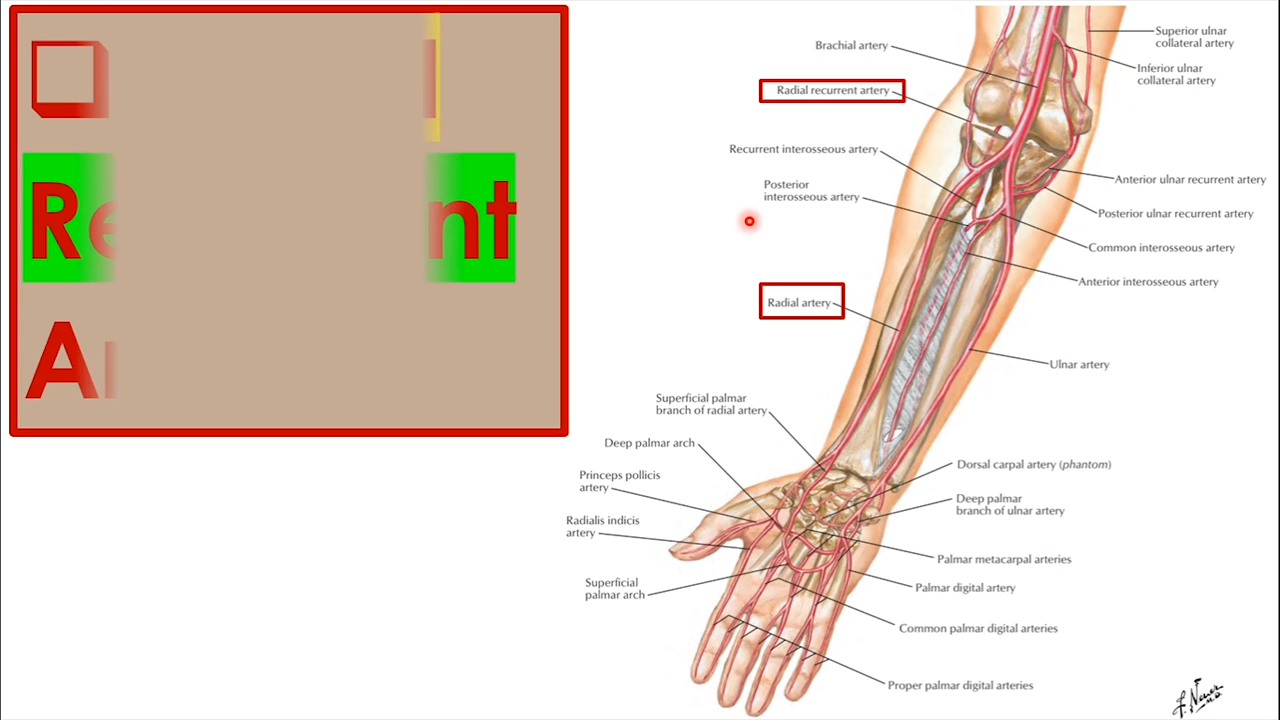 Brachial artery
Radial recurrent artery
Recurrent interosseous artery
Posterior
interosseous artery
Radial artery
Superficial palmar
branch of radial artery
Deep palmar arch
Princeps pollicis
artery
Radialis indicis
artery
Superficial
palmar arch
Superior ulnar
collateral artery
Inferior ulnar
collateral artery
Anterior ulnar recurrent artery
Posterior ulnar recurrent artery
Common interosseous artery
Anterior interosseous artery
Ulnar artery
Dorsal carpal artery (phantom)
Deep palmar
branch of ulnar artery
Palmar metacarpal arteries
Palmar digital artery
Common palmar digital arteries
Proper palmar digital arteries